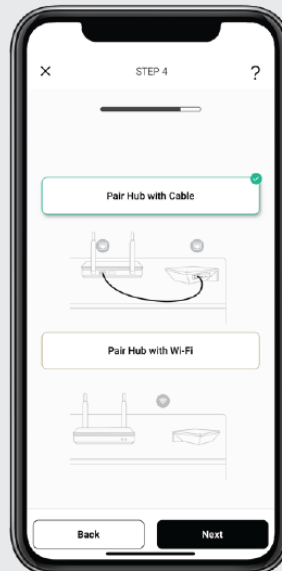 STEP 4
?
Pair Hub with Cable
Pair Hub with Wi-Fi
Back
Next